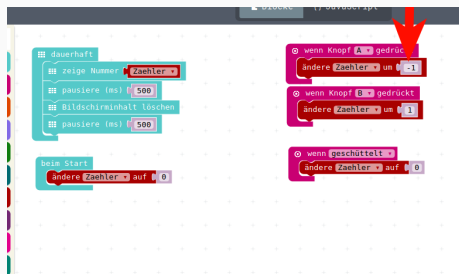 Blöcke {} JavaScript
dauerhaft
zeige Nummer Zaehler
pausiere (ms) 500
Bildschirminhalt löschen
pausiere (ms) 500
beim Start
ändere Zaehler auf 0
wenn Knopf A gedrückt
ändere Zaehler um -1
wenn Knopf B gedrückt
ändere Zaehler um 1
wenn geschüttelt
ändere Zaehler auf 0